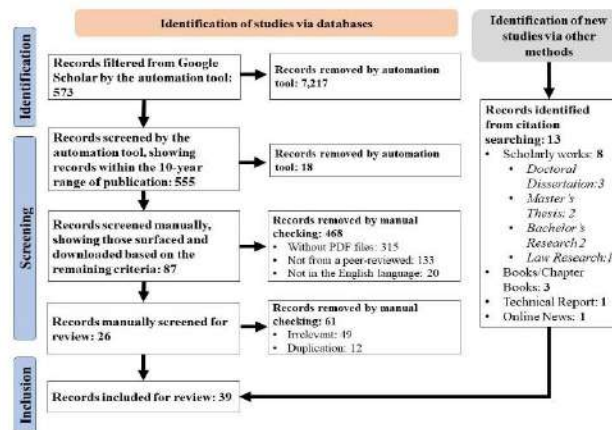 Identification of studies via databases
Identification of new
studies via other
methods
Identification
Records filtered from Google
Scholar by the automation tool:
573
Records removed by automation
tool: 7,217
Screening
Records screened by the
automation tool, showing
records within the 10-year
range of publication: 555
Records removed by automation
tool: 18
Records screened manually,
showing those surfaced and
downloaded based on the
remaining criteria: 87
Records removed by manual
checking: 468
• Without PDF files: 315
• Not from a peer-reviewed: 133
• Not in the English language: 20
Records manually screened for
review: 26
Records removed by manual
checking: 61
• Irrelevant: 49
• Duplication: 12
Records identified
from citation
searching: 13
• Scholarly works: 8
• Doctoral
Dissertation:3
• Master's
Thesis: 2
• Bachelor's
Research 2
• Law Research:1
• Books/Chapter
Books: 3
• Technical Report: 1
• Online News: 1
Inclusion
Records included for review: 39